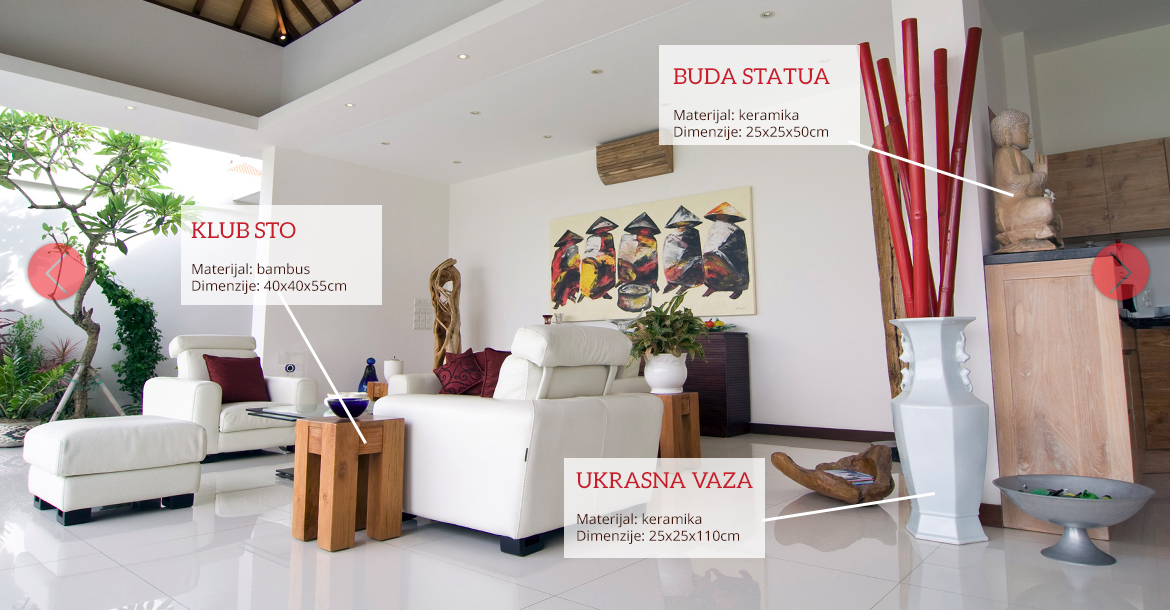 BUDA STATUA
Materijal: keramika
Dimenzije: 25x25x50cm
KLUB STO
Materijal: bambus
Dimenzije: 40x40x55cm
UKRASNA VAZA
Materijal: keramika
Dimenzije: 25x25x110cm